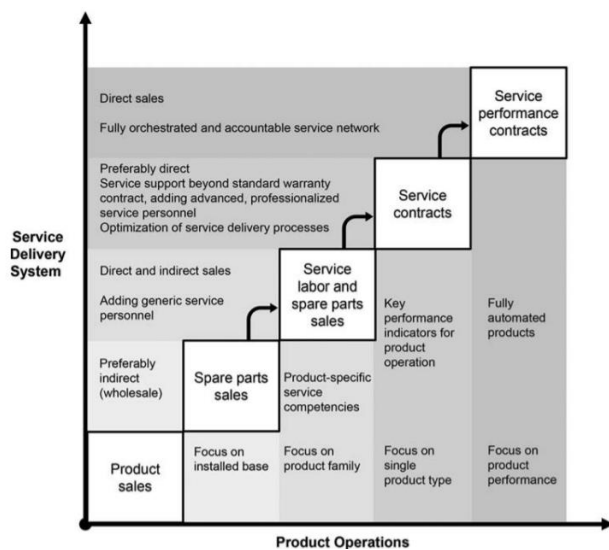 Direct sales
Fully orchestrated and accountable service network
Service
performance
contracts
Preferably direct
Service support beyond standard warranty
contract, adding advanced, professionalized
service personnel
Optimization of service delivery processes
Service
contracts
Service
Delivery
System
Direct and indirect sales
Adding generic service
personnel
Service
labor and
spare parts
sales
Key
performance
indicators for
product
operation
Fully
automated
products
Preferably
indirect
(wholesale)
Spare parts
sales
Product-specific
service
competencies
Product
sales
Focus on
installed base
Focus on
product family
Focus on
single
product type
Focus on
product
performance
Product Operations